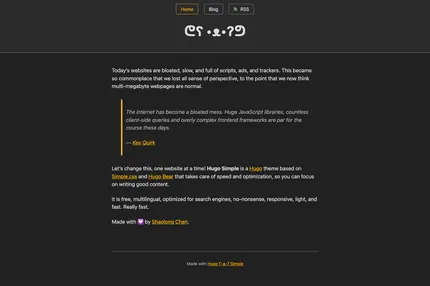 Home Blog RSS
ᘓᘏ •ᴥ•ʔᘐ
Today's websites are bloated, slow, and full of scripts, ads, and trackers. This became
so commonplace that we lost all sense of perspective, to the point that we now think
multi-megabyte webpages are normal.
The internet has become a bloated mess. Huge JavaScript libraries, countless
client-side queries and overly complex frontend frameworks are par for the
course these days.
— Kev Quirk
Let's change this, one website at a time! Hugo Simple is a Hugo theme based on
Simple.css and Hugo Bear that takes care of speed and optimization, so you can focus
on writing good content.
It is free, multilingual, optimized for search engines, no-nonsense, responsive, light, and
fast. Really fast.
Made with 💟 by Shaolong Chen.
Made with Hugo ʕ·ᴥ·ʔ Simple